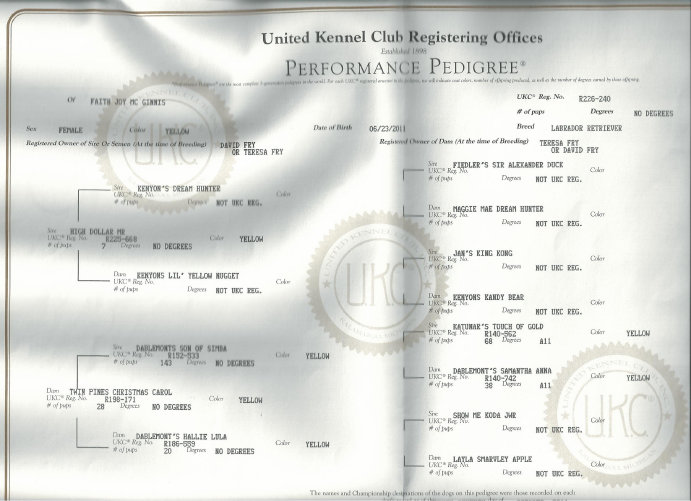 United Kennel Club Registering Offices
Established 1898
PERFORMANCE PEDIGREE®
Of FAITH JOY MC GINNIS
UKC® Reg. No. R226-240
# of pups Degrees NO DEGREES
Sex FEMALE Color YELLOW Date of Birth 06/23/2011 Breed LABRADOR RETRIEVER
Registered Owner of Sire Or Semen (At the time of Breeding) DAVID FRY
OR TERESA FRY
Registered Owner of Dam (At the time of Breeding) TERESA FRY
OR DAVID FRY
Sire KENYON'S DREAM HUNTER
UKC® Reg. No. Color
# of pups Degrees NOT UKC REG.
Sire HIGH DOLLAR MR
UKC® Reg. No. R225-668 Color YELLOW
# of pups 7 Degrees NO DEGREES
Dam KENYONS LIL' YELLOW NUGGET
UKC® Reg. No. Color
# of pups Degrees NOT UKC REG.
Sire DABLEMONTS SON OF SIMBA
UKC® Reg. No. R152-533 Color YELLOW
# of pups 143 Degrees NO DEGREES
Dam TWIN PINES CHRISTMAS CAROL
UKC® Reg. No. R198-171 Color YELLOW
# of pups 28 Degrees NO DEGREES
Dam DABLEMONT'S HALLIE LULA
UKC® Reg. No. R186-559 Color YELLOW
# of pups 20 Degrees NO DEGREES
Sire FIEDLER'S SIR ALEXANDER DUCK
UKC® Reg. No. Color
# of pups Degrees NOT UKC REG.
Dam MAGGIE MAE DREAM HUNTER
UKC® Reg. No. Color
# of pups Degrees NOT UKC REG.
Sire JAN'S KING KONG
UKC® Reg. No. Color
# of pups Degrees NOT UKC REG.
Dam KENYONS KANDY BEAR
UKC® Reg. No. Color
# of pups Degrees NOT UKC REG.
Sire KATUNAR'S TOUCH OF GOLD
UKC® Reg. No. R140-562 Color YELLOW
# of pups 68 Degrees A11
Dam DABLEMONT'S SAMANTHA ANNA
UKC® Reg. No. R140-742 Color YELLOW
# of pups 38 Degrees A11
Sire SHOW ME KODA JWR
UKC® Reg. No. Color
# of pups Degrees NOT UKC REG.
Dam LAYLA SMARVLEY APPLE
UKC® Reg. No. Color
# of pups Degrees NOT UKC REG.
The names and Championship designations of the dogs on this pedigree were those recorded on each
UNITED KENNEL CLUB
UKC
KALAMAZOO, MICHIGAN